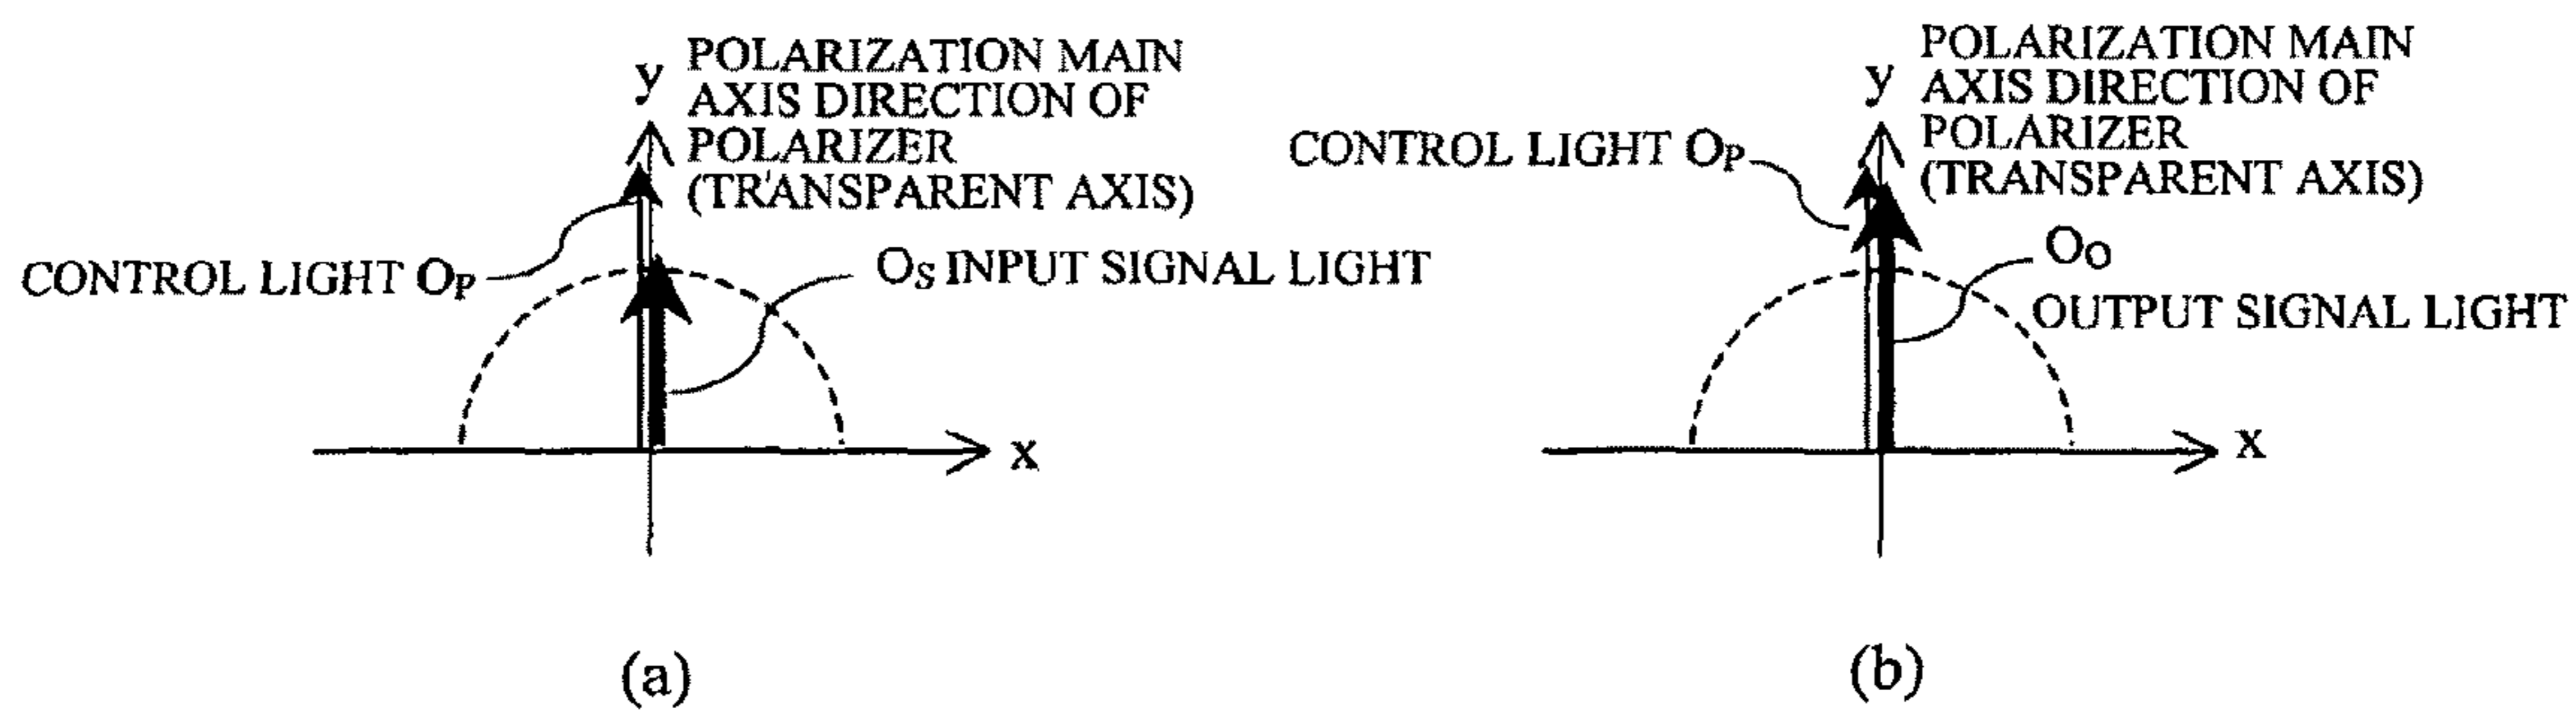 y
POLARIZATION MAIN
AXIS DIRECTION OF
POLARIZER
(TRANSPARENT AXIS)
CONTROL LIGHT OP
OS INPUT SIGNAL LIGHT
x
(a)
y
POLARIZATION MAIN
AXIS DIRECTION OF
POLARIZER
(TRANSPARENT AXIS)
CONTROL LIGHT OP
OO
OUTPUT SIGNAL LIGHT
x
(b)